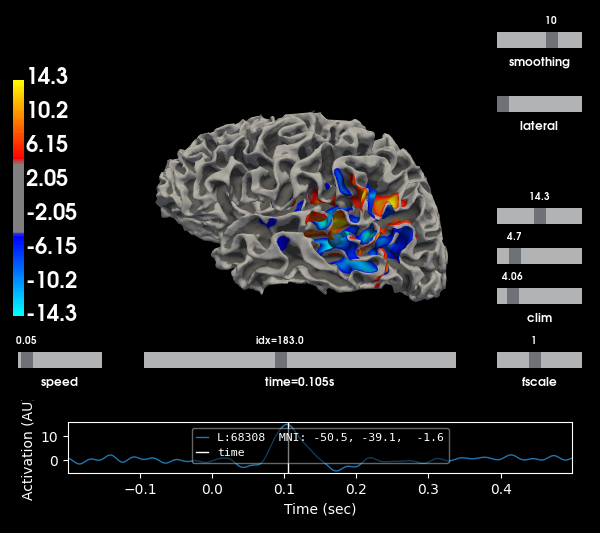 10
smoothing
lateral
14.3
10.2
6.15
2.05
-2.05
-6.15
-10.2
-14.3
14.3
4.7
4.06
clim
0.05
speed
idx=183.0
time=0.105s
1
fscale
Activation (AU)
10
0
L:68308 MNI: -50.5, -39.1, -1.6
time
−0.1 0.0 0.1 0.2 0.3 0.4
Time (sec)